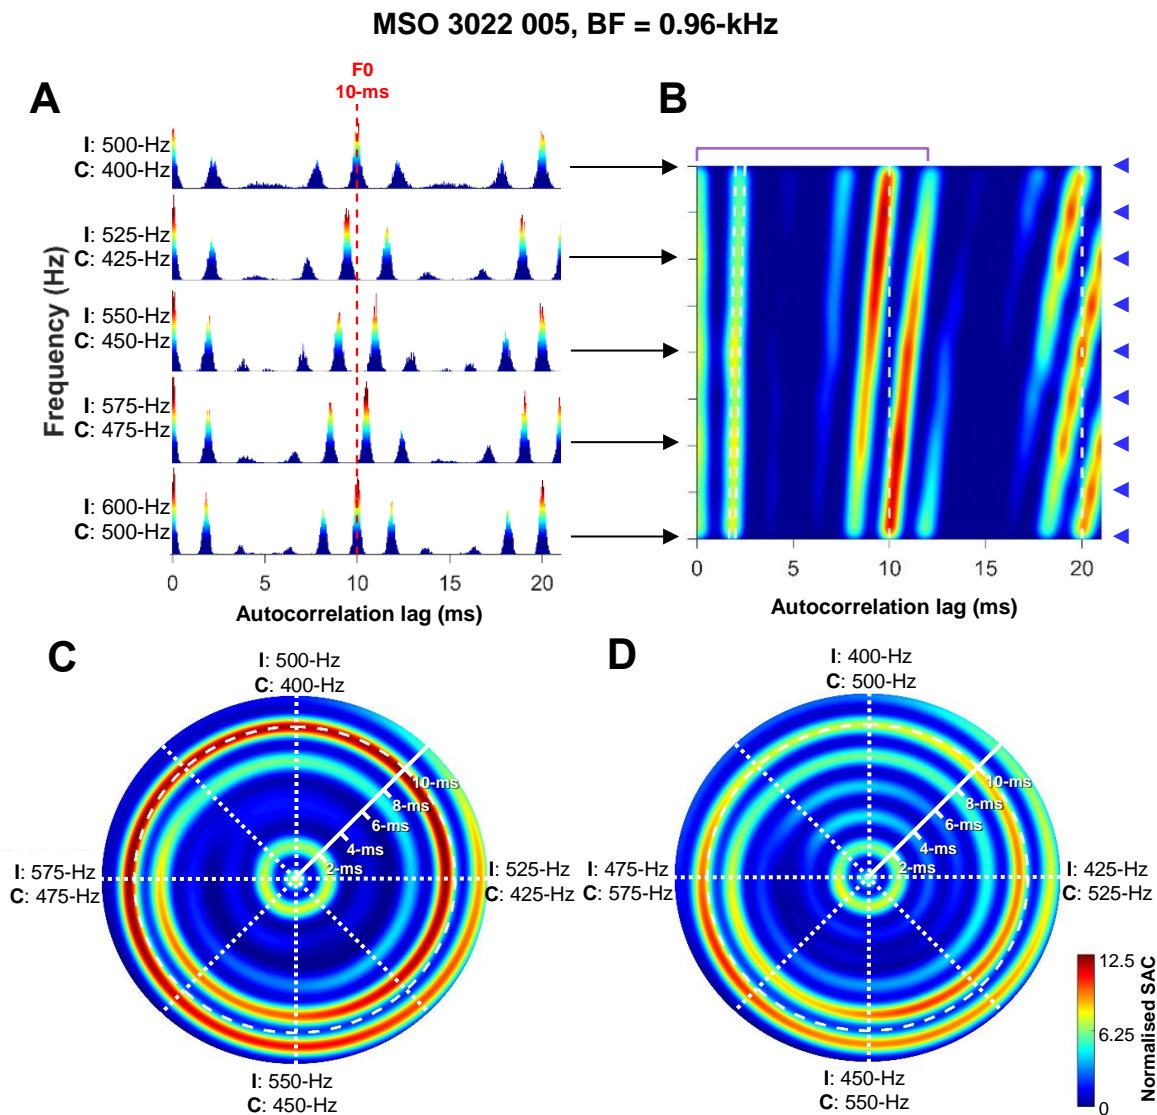 MSO 3022 005, BF = 0.96-kHz
A
F0
10-ms
B
Frequency (Hz)
I: 500-Hz
C: 400-Hz
I: 525-Hz
C: 425-Hz
I: 550-Hz
C: 450-Hz
I: 575-Hz
C: 475-Hz
I: 600-Hz
C: 500-Hz
0 5 10 15 20
Autocorrelation lag (ms)
0 5 10 15 20
Autocorrelation lag (ms)
C
I: 500-Hz
C: 400-Hz
10-ms
8-ms
6-ms
4-ms
2-ms
I: 575-Hz
C: 475-Hz
I: 525-Hz
C: 425-Hz
I: 550-Hz
C: 450-Hz
D
I: 400-Hz
C: 500-Hz
10-ms
8-ms
6-ms
4-ms
2-ms
I: 475-Hz
C: 575-Hz
I: 425-Hz
C: 525-Hz
I: 450-Hz
C: 550-Hz
12.5
6.25
0
Normalised SAC